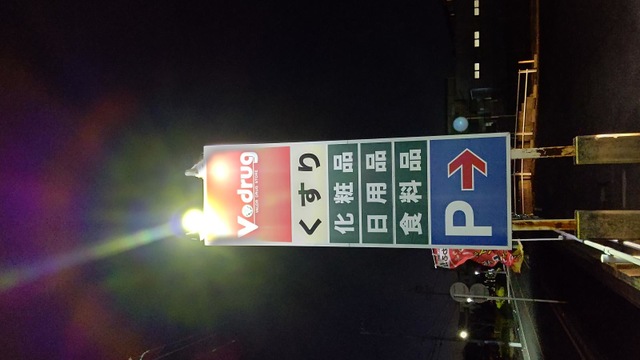 V・drug
くすり
化粧品
日用品
食料品
P